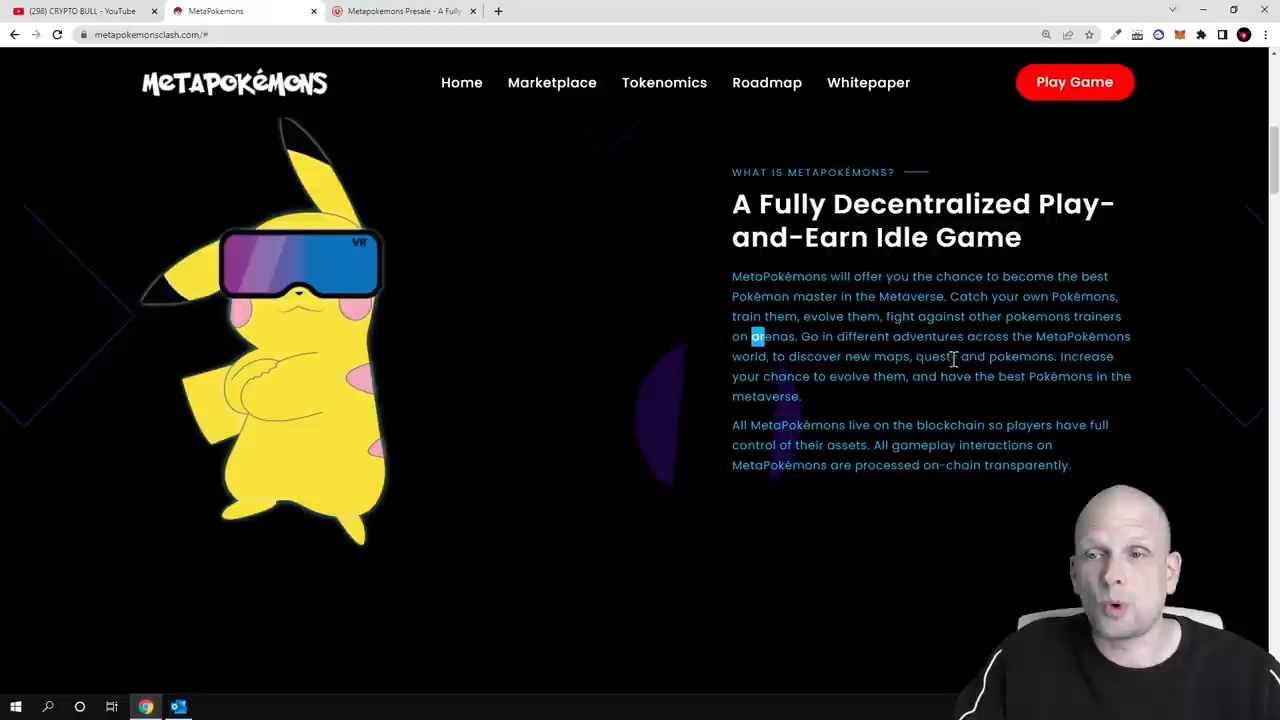 (298) CRYPTO BULL - YouTube
MetaPokemons
Metapokemons Presale - A Fully
metapokemonsclash.com/#
METAPOKéMONS
Home
Marketplace
Tokenomics
Roadmap
Whitepaper
Play Game
VR
WHAT IS METAPOKÉMONS?
A Fully Decentralized Play-
and-Earn Idle Game
MetaPokémons will offer you the chance to become the best
Pokémon master in the Metaverse. Catch your own Pokémons,
train them, evolve them, fight against other pokemons trainers
on arenas. Go in different adventures across the MetaPokémons
world, to discover new maps, quest and pokemons. Increase
your chance to evolve them, and have the best Pokémons in the
metaverse.
All MetaPokémons live on the blockchain so players have full
control of their assets. All gameplay interactions on
MetaPokémons are processed on-chain transparently.